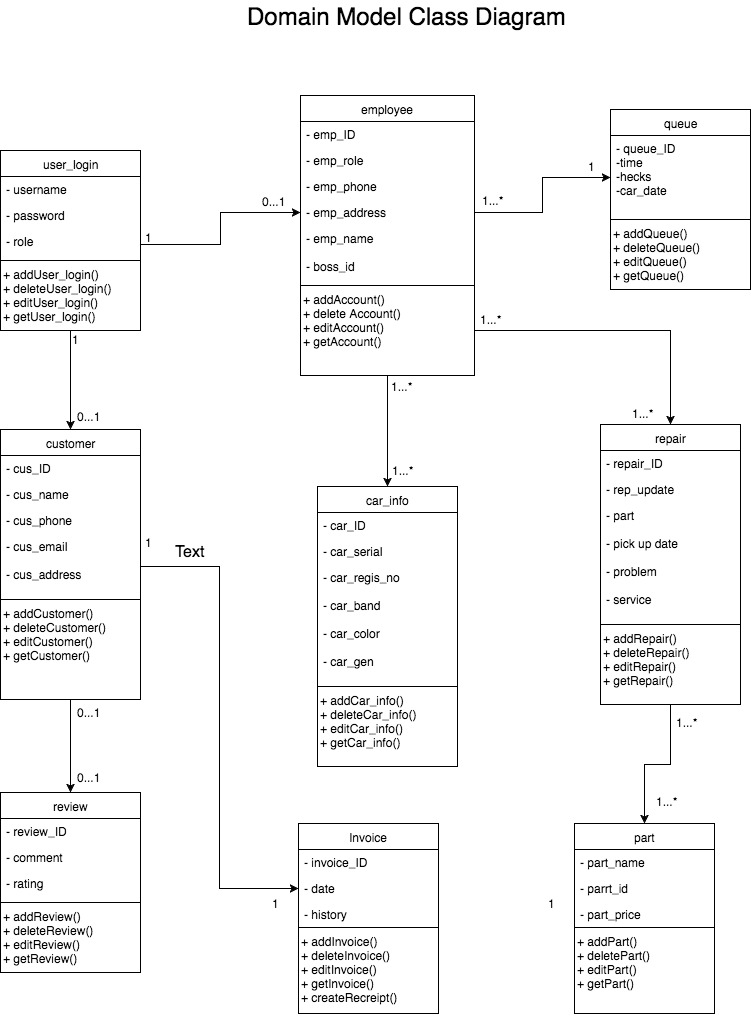 Domain Model Class Diagram
employee
- emp_ID
- emp_role
- emp_phone
- emp_address
- emp_name
- boss_id
+ addAccount()
+ delete Account()
+ editAccount()
+ getAccount()
queue
- queue_ID
-time
-hecks
-car_date
+ addQueue()
+ deleteQueue()
+ editQueue()
+ getQueue()
user_login
- username
- password
- role
+ addUser_login()
+ deleteUser_login()
+ editUser_login()
+ getUser_login()
1
0...1
1...*
1
1...*
1...*
1
0...1
1...*
1...*
customer
- cus_ID
- cus_name
- cus_phone
- cus_email
- cus_address
+ addCustomer()
+ deleteCustomer()
+ editCustomer()
+ getCustomer()
1
Text
car_info
- car_ID
- car_serial
- car_regis_no
- car_band
- car_color
- car_gen
+ addCar_info()
+ deleteCar_info()
+ editCar_info()
+ getCar_info()
repair
- repair_ID
- rep_update
- part
- pick up date
- problem
- service
+ addRepair()
+ deleteRepair()
+ editRepair()
+ getRepair()
0...1
0...1
1...*
1...*
review
- review_ID
- comment
- rating
+ addReview()
+ deleteReview()
+ editReview()
+ getReview()
1
Invoice
- invoice_ID
- date
- history
+ addInvoice()
+ deleteInvoice()
+ editInvoice()
+ getInvoice()
+ createRecreipt()
1
part
- part_name
- parrt_id
- part_price
+ addPart()
+ deletePart()
+ editPart()
+ getPart()